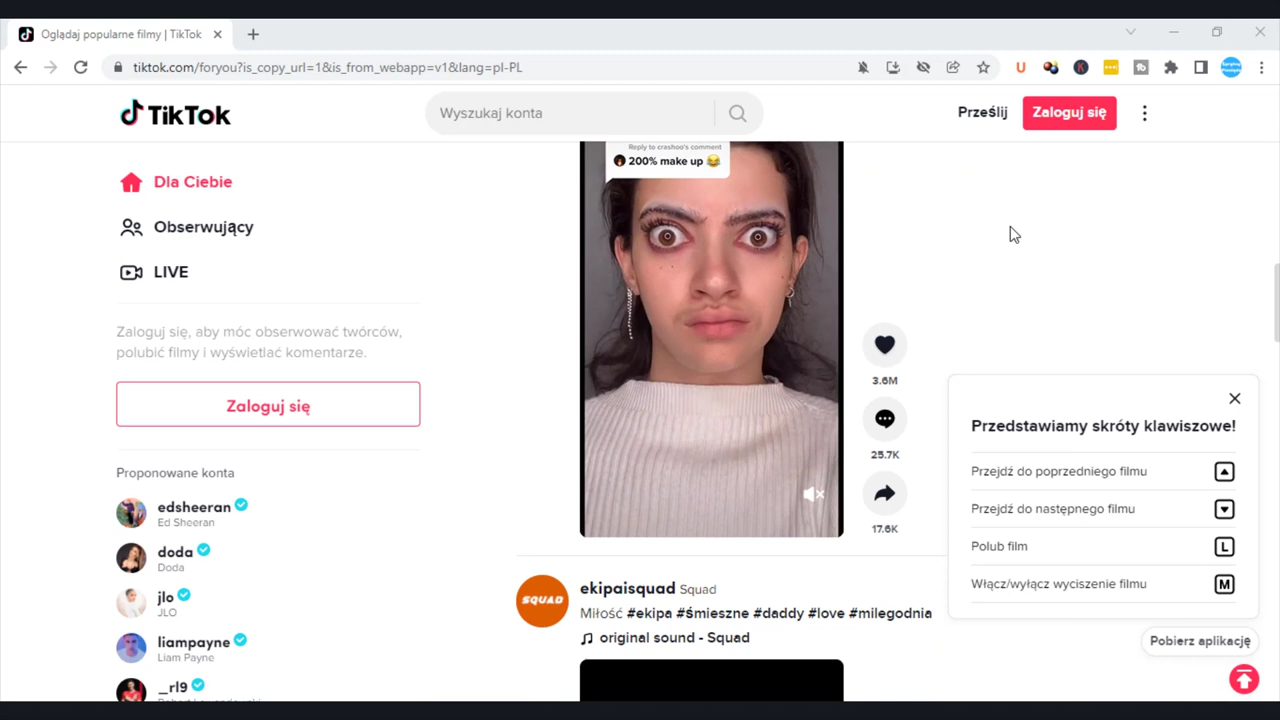 Oglądaj popularne filmy | TikTok
tiktok.com/foryou?is_copy_url=1&is_from_webapp=v1&lang=pl-PL
TikTok
Wyszukaj konta
Prześlij
Zaloguj się
Dla Ciebie
Obserwujący
LIVE
Zaloguj się, aby móc obserwować twórców,
polubić filmy i wyświetlać komentarze.
Zaloguj się
Proponowane konta
edsheeran
Ed Sheeran
doda
Doda
jlo
JLO
liampayne
Liam Payne
_rl9
Reply to crashoo's comment
200% make up 😂
3.6M
25.7K
17.6K
SQUAD
ekipaisquad Squad
Miłość #ekipa #śmieszne #daddy #love #milegodnia
original sound - Squad
Przedstawiamy skróty klawiszowe!
Przejdź do poprzedniego filmu
Przejdź do następnego filmu
Polub film L
Włącz/wyłącz wyciszenie filmu M
Pobierz aplikację